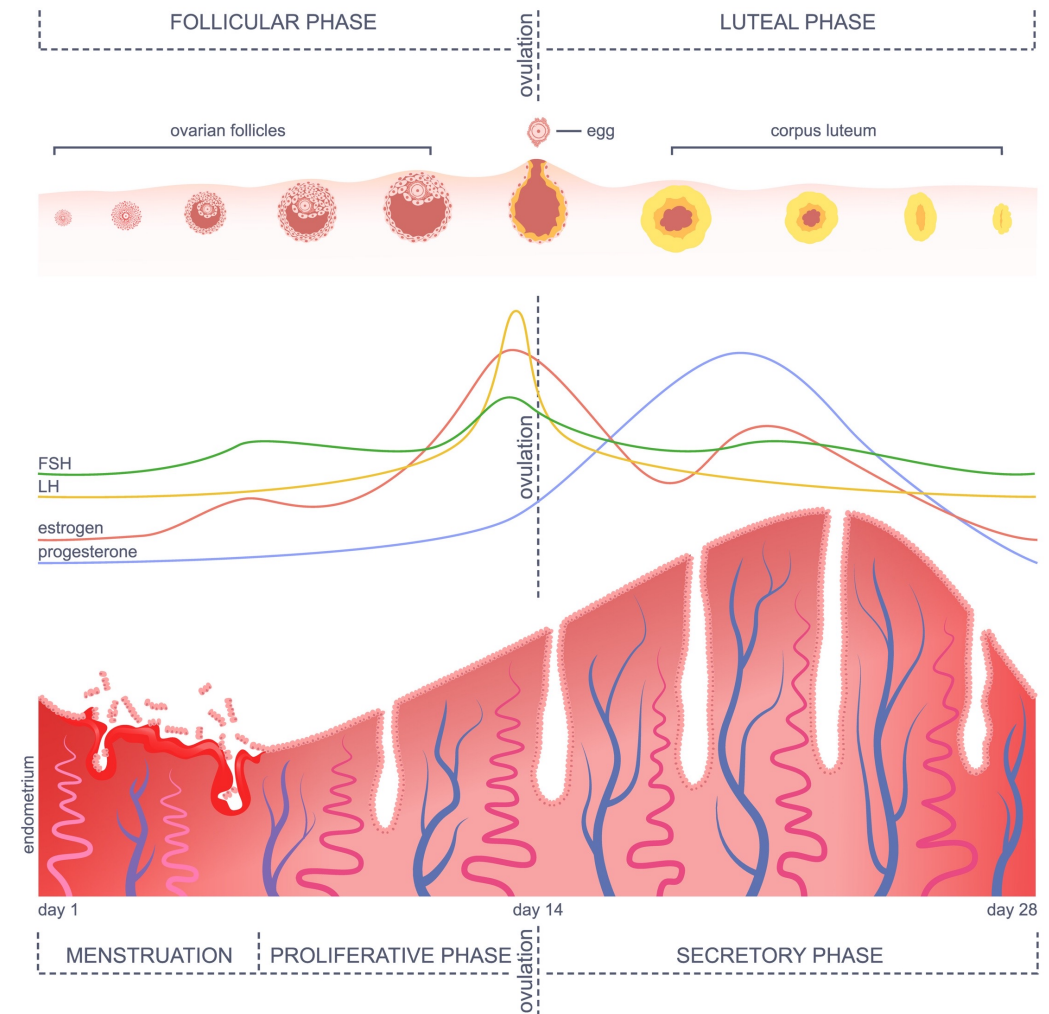 FOLLICULAR PHASE
ovulation
LUTEAL PHASE
egg
ovarian follicles
corpus luteum
ovulation
FSH
LH
estrogen
progesterone
endometrium
day 1
day 14
day 28
MENSTRUATION
PROLIFERATIVE PHASE
ovulation
SECRETORY PHASE